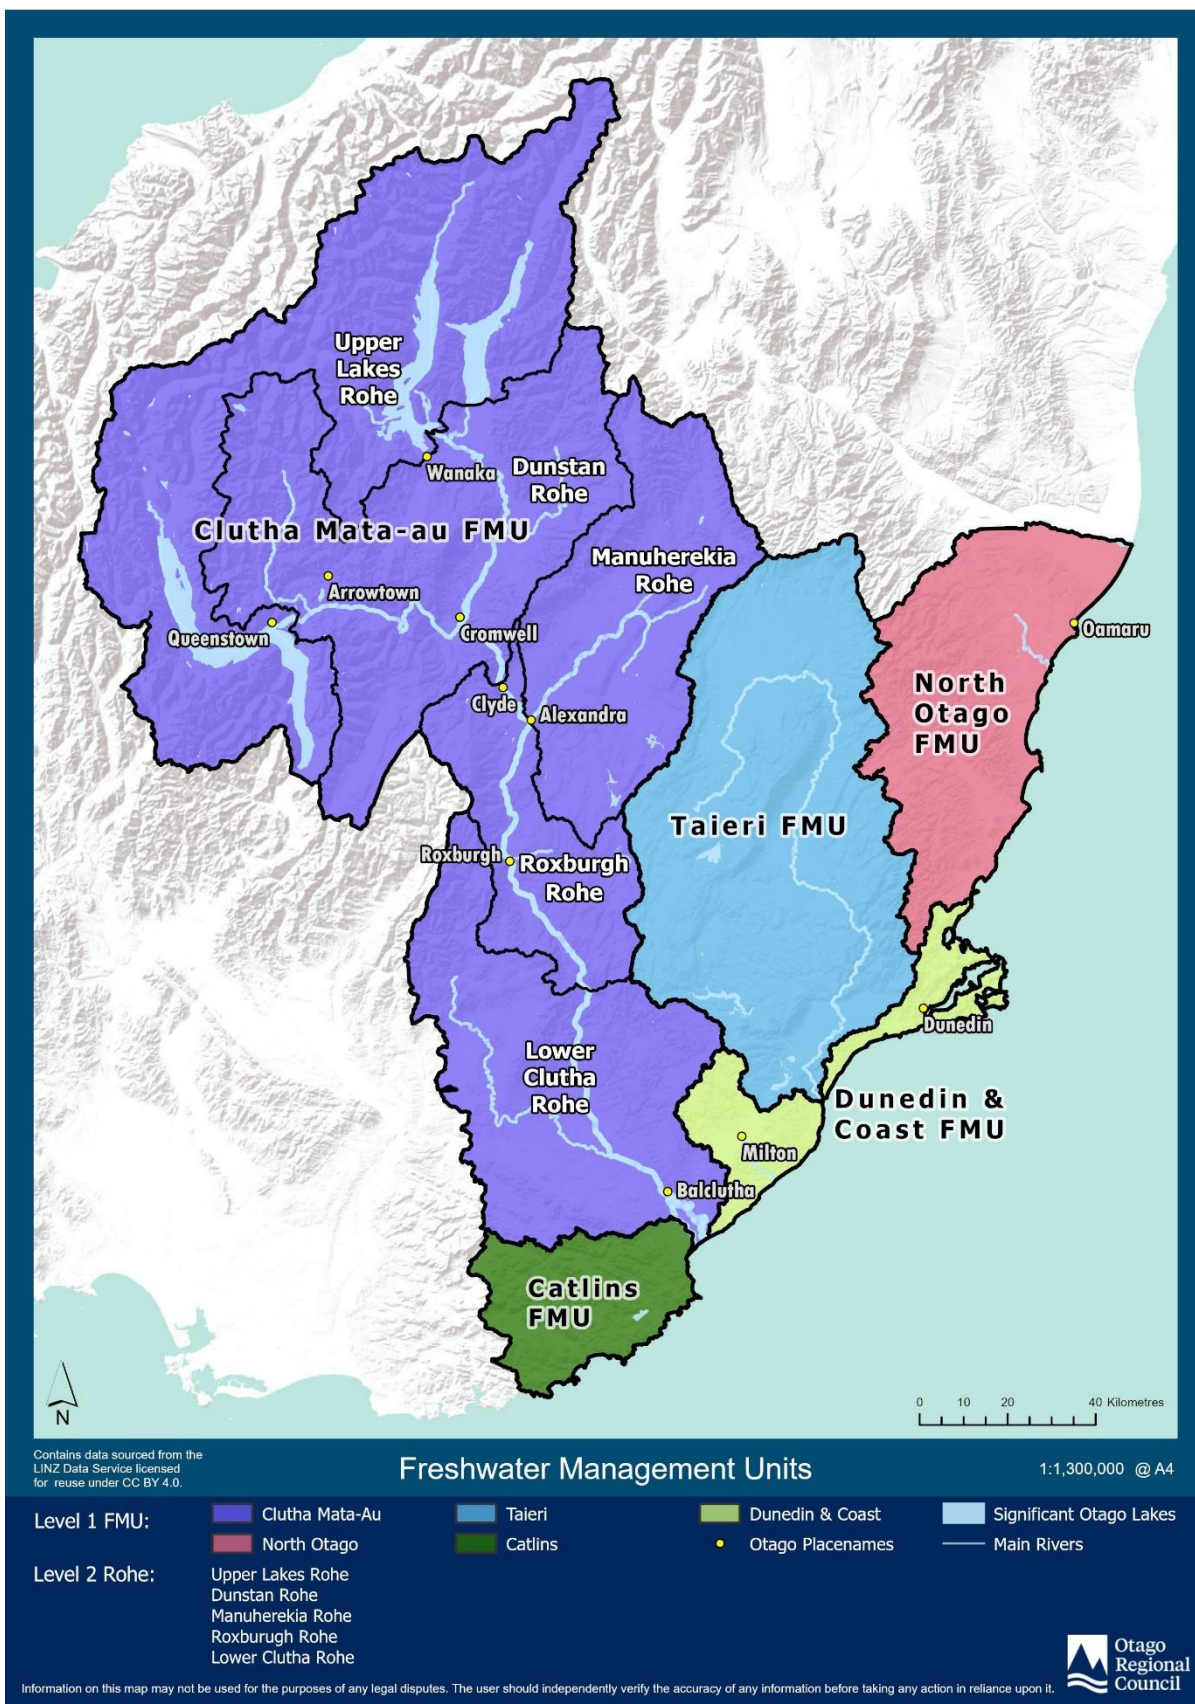 Upper
Lakes
Rohe
Wanaka
Dunstan
Rohe
Clutha Mata-au FMU
Manuherekia
Rohe
Arrowtown
Queenstown
Cromwell
Oamaru
Clyde
Alexandra
North
Otago
FMU
Taieri FMU
Roxburgh
Roxburgh
Rohe
Dunedin
Lower
Clutha
Rohe
Dunedin &
Coast FMU
Milton
Balclutha
Catlins
FMU
N
0 10 20 40 Kilometres
Contains data sourced from the
LINZ Data Service licensed
for reuse under CC BY 4.0.
Freshwater Management Units
1:1,300,000 @ A4
Level 1 FMU:
Clutha Mata-Au
Taieri
Dunedin & Coast
Significant Otago Lakes
North Otago
Catlins
Otago Placenames
Main Rivers
Level 2 Rohe:
Upper Lakes Rohe
Dunstan Rohe
Manuherekia Rohe
Roxburugh Rohe
Lower Clutha Rohe
Otago
Regional
Council
Information on this map may not be used for the purposes of any legal disputes. The user should independently verify the accuracy of any information before taking any action in reliance upon it.